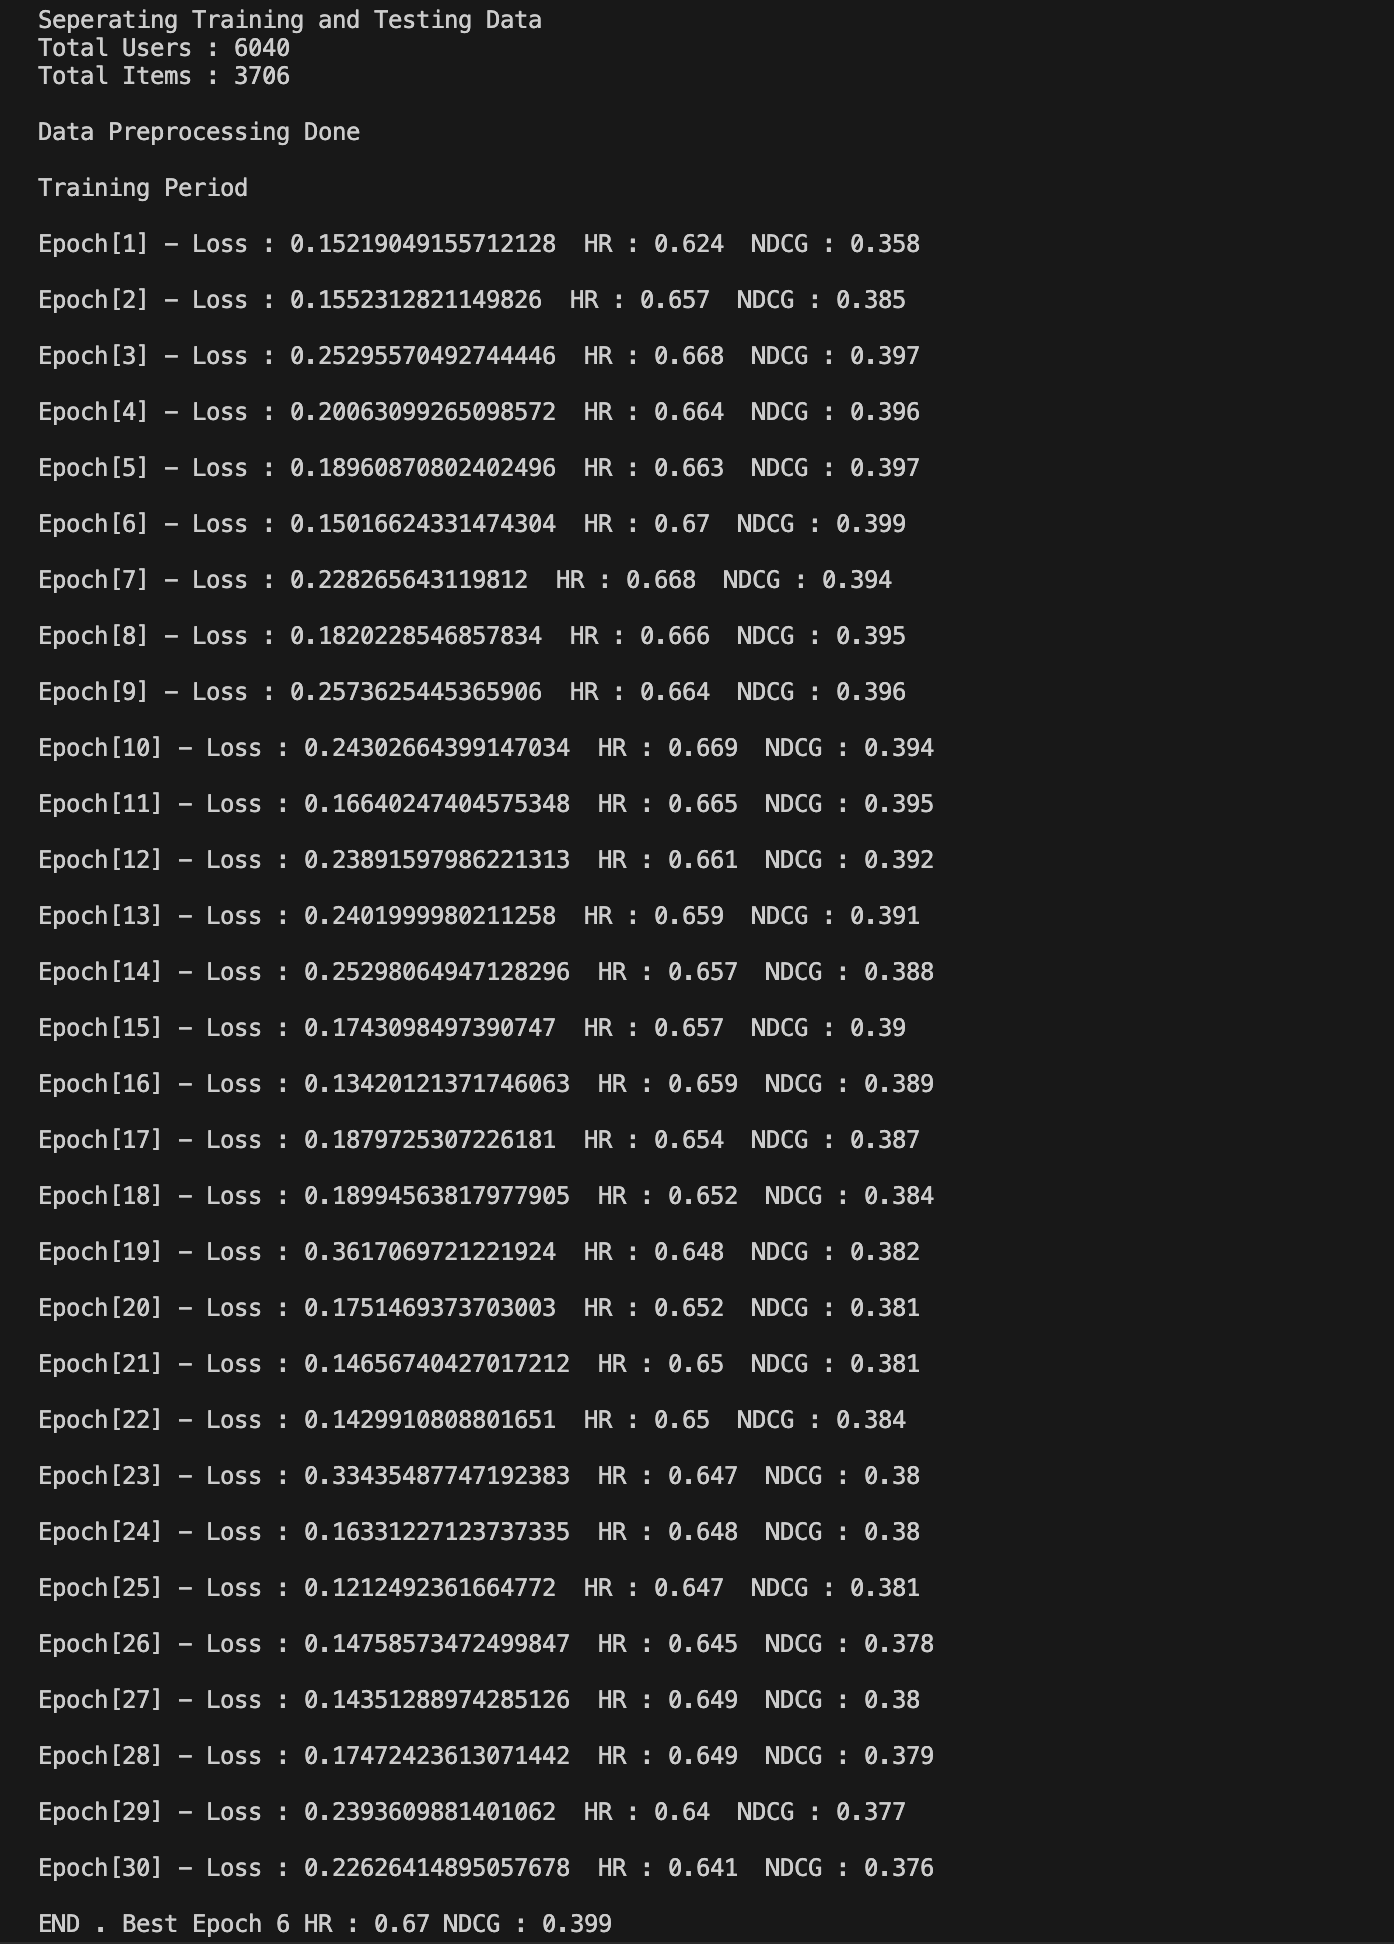 Seperating Training and Testing Data
Total Users : 6040
Total Items : 3706
Data Preprocessing Done
Training Period
Epoch[1] – Loss : 0.15219049155712128  HR : 0.624  NDCG : 0.358
Epoch[2] – Loss : 0.1552312821149826  HR : 0.657  NDCG : 0.385
Epoch[3] – Loss : 0.25295570492744446  HR : 0.668  NDCG : 0.397
Epoch[4] – Loss : 0.20063099265098572  HR : 0.664  NDCG : 0.396
Epoch[5] – Loss : 0.18960870802402496  HR : 0.663  NDCG : 0.397
Epoch[6] – Loss : 0.15016624331474304  HR : 0.67  NDCG : 0.399
Epoch[7] – Loss : 0.228265643119812  HR : 0.668  NDCG : 0.394
Epoch[8] – Loss : 0.1820228546857834  HR : 0.666  NDCG : 0.395
Epoch[9] – Loss : 0.2573625445365906  HR : 0.664  NDCG : 0.396
Epoch[10] – Loss : 0.24302664399147034  HR : 0.669  NDCG : 0.394
Epoch[11] – Loss : 0.16640247404575348  HR : 0.665  NDCG : 0.395
Epoch[12] – Loss : 0.23891597986221313  HR : 0.661  NDCG : 0.392
Epoch[13] – Loss : 0.2401999980211258  HR : 0.659  NDCG : 0.391
Epoch[14] – Loss : 0.25298064947128296  HR : 0.657  NDCG : 0.388
Epoch[15] – Loss : 0.1743098497390747  HR : 0.657  NDCG : 0.39
Epoch[16] – Loss : 0.13420121371746063  HR : 0.659  NDCG : 0.389
Epoch[17] – Loss : 0.1879725307226181  HR : 0.654  NDCG : 0.387
Epoch[18] – Loss : 0.18994563817977905  HR : 0.652  NDCG : 0.384
Epoch[19] – Loss : 0.3617069721221924  HR : 0.648  NDCG : 0.382
Epoch[20] – Loss : 0.1751469373703003  HR : 0.652  NDCG : 0.381
Epoch[21] – Loss : 0.14656740427017212  HR : 0.65  NDCG : 0.381
Epoch[22] – Loss : 0.1429910808801651  HR : 0.65  NDCG : 0.384
Epoch[23] – Loss : 0.33435487747192383  HR : 0.647  NDCG : 0.38
Epoch[24] – Loss : 0.16331227123737335  HR : 0.648  NDCG : 0.38
Epoch[25] – Loss : 0.1212492361664772  HR : 0.647  NDCG : 0.381
Epoch[26] – Loss : 0.14758573472499847  HR : 0.645  NDCG : 0.378
Epoch[27] – Loss : 0.14351288974285126  HR : 0.649  NDCG : 0.38
Epoch[28] – Loss : 0.17472423613071442  HR : 0.649  NDCG : 0.379
Epoch[29] – Loss : 0.2393609881401062  HR : 0.64  NDCG : 0.377
Epoch[30] – Loss : 0.22626414895057678  HR : 0.641  NDCG : 0.376
END . Best Epoch 6 HR : 0.67 NDCG : 0.399